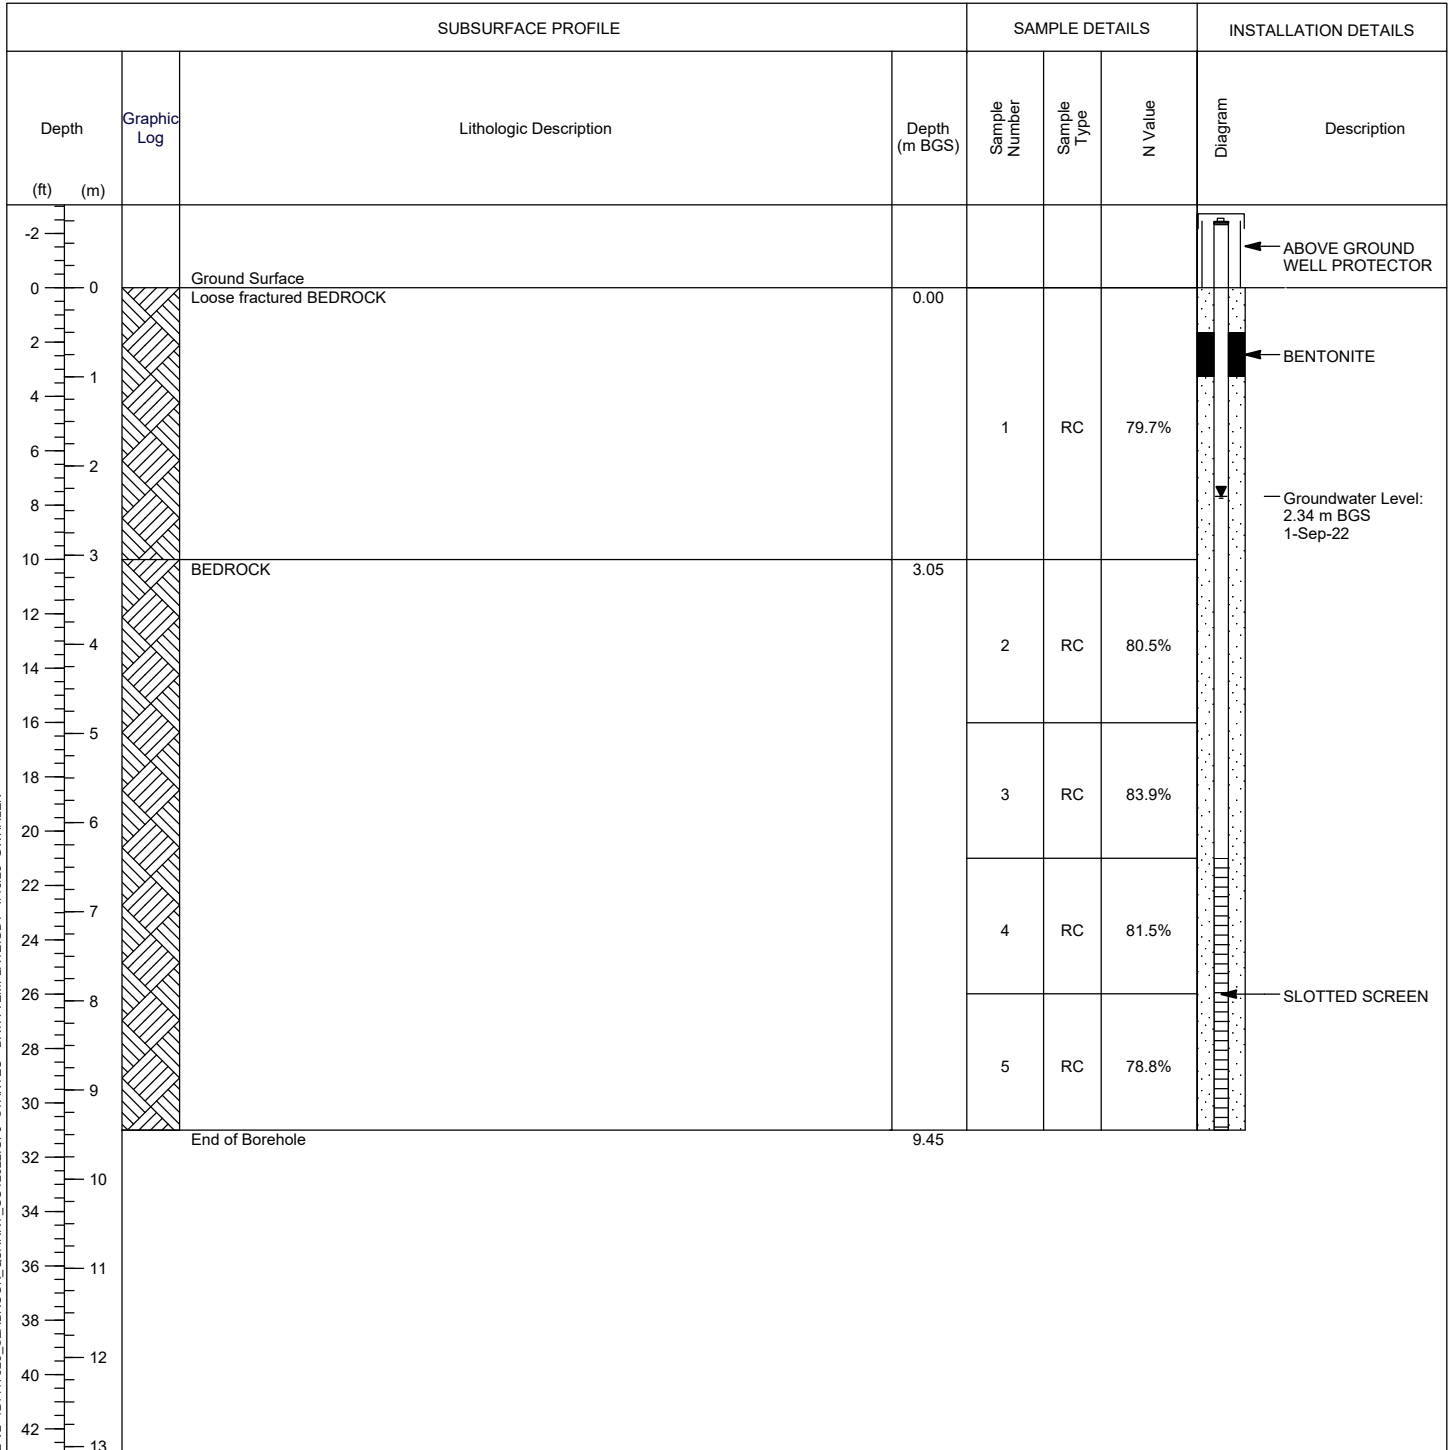 SUBSURFACE PROFILE
SAMPLE DETAILS
INSTALLATION DETAILS
Depth
(ft) (m)
Graphic
Log
Lithologic Description
Depth
(m BGS)
Sample
Number
Sample
Type
N Value
Diagram
Description
-2
ABOVE GROUND
WELL PROTECTOR
Ground Surface
0 0
Loose fractured BEDROCK 0.00
2
BENTONITE
1
4
1 RC 79.7%
6
2
8
Groundwater Level:
2.34 m BGS
1-Sep-22
10 3
BEDROCK 3.05
12
4
2 RC 80.5%
14
16
5
18
3 RC 83.9%
6
20
22
7
4 RC 81.5%
24
26
8
SLOTTED SCREEN
28
5 RC 78.8%
9
30
End of Borehole 9.45
32
10
34
36
11
38
12
40
42
13